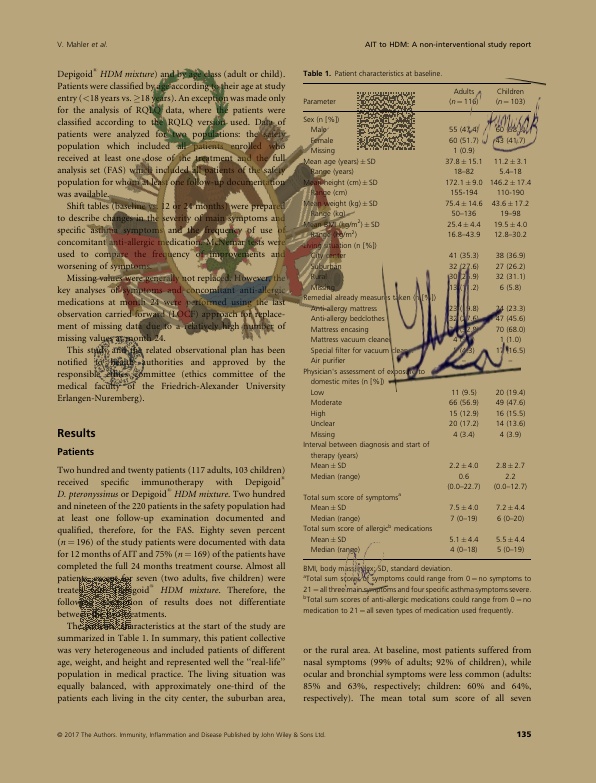 V. Mahler et al.
AIT to HDM: A non-interventional study report
Depigoid® HDM mixture) and by age class (adult or child).
Patients were classified by age according to their age at study
entry (<18 years vs. ≥18 years). An exception was made only
for the analysis of RQLQ data, where the patients were
classified according to the RQLQ version used. Data of
patients were analyzed for two populations: the safety
population which included all patients enrolled who
received at least one dose of the treatment and the full
analysis set (FAS) which included all patients of the safety
population for whom at least one follow-up documentation
was available.
Shift tables (baseline vs. 12 or 24 months) were prepared
to describe changes in the severity of main symptoms and
specific asthma symptoms and the frequency of use of
concomitant anti-allergic medication. McNemar tests were
used to compare the frequency of improvements and
worsening of symptoms.
Missing values were generally not replaced. However, the
key analyses of symptoms and concomitant anti-allergic
medications at month 24 were performed using the last
observation carried forward (LOCF) approach for replace-
ment of missing data due to a relatively high number of
missing values at month 24.
This study and the related observational plan has been
notified to health authorities and approved by the
responsible ethics committee (ethics committee of the
medical faculty of the Friedrich-Alexander University
Erlangen-Nuremberg).
Results
Patients
Two hundred and twenty patients (117 adults, 103 children)
received specific immunotherapy with Depigoid®
D. pteronyssinus or Depigoid® HDM mixture. Two hundred
and nineteen of the 220 patients in the safety population had
at least one follow-up examination documented and
qualified, therefore, for the FAS. Eighty seven percent
(n = 196) of the study patients were documented with data
for 12 months of AIT and 75% (n = 169) of the patients have
completed the full 24 months treatment course. Almost all
patients, except for seven (two adults, five children) were
treated with Depigoid® HDM mixture. Therefore, the
following description of results does not differentiate
between the two treatments.
The patients' characteristics at the start of the study are
summarized in Table 1. In summary, this patient collective
was very heterogeneous and included patients of different
age, weight, and height and represented well the "real-life"
population in medical practice. The living situation was
equally balanced, with approximately one-third of the
patients each living in the city center, the suburban area,
Table 1. Patient characteristics at baseline.
Parameter Adults (n = 116) Children (n = 103)
Sex (n [%])
Male 55 (47.4) 60 (58.3)
Female 60 (51.7) 43 (41.7)
Missing 1 (0.9)
Mean age (years) ± SD 37.8 ± 15.1 11.2 ± 3.1
Range (years) 18–82 5.4–18
Mean height (cm) ± SD 172.1 ± 9.0 146.2 ± 17.4
Range (cm) 155–194 110–190
Mean weight (kg) ± SD 75.4 ± 14.6 43.6 ± 17.2
Range (kg) 50–136 19–98
Mean BMI (kg/m²) ± SD 25.4 ± 4.4 19.5 ± 4.0
Range (kg/m²) 16.8–43.9 12.8–30.2
Living situation (n [%])
City center 41 (35.3) 38 (36.9)
Suburban 32 (27.6) 27 (26.2)
Rural 30 (25.9) 32 (31.1)
Missing 13 (11.2) 6 (5.8)
Remedial already measures taken (n [%])
Anti-allergy mattress 23 (19.8) 24 (23.3)
Anti-allergy bedclothes 32 (27.6) 47 (45.6)
Mattress encasing 70 (68.0)
Mattress vacuum cleaner 1 (1.0)
Special filter for vacuum cleaner 17 (16.5)
Air purifier –
Physician's assessment of exposure to
domestic mites (n [%])
Low 11 (9.5) 20 (19.4)
Moderate 66 (56.9) 49 (47.6)
High 15 (12.9) 16 (15.5)
Unclear 20 (17.2) 14 (13.6)
Missing 4 (3.4) 4 (3.9)
Interval between diagnosis and start of
therapy (years)
Mean ± SD 2.2 ± 4.0 2.8 ± 2.7
Median (range) 0.6 2.2
(0.0–22.7) (0.0–12.7)
Total sum score of symptomsᵃ
Mean ± SD 7.5 ± 4.0 7.2 ± 4.4
Median (range) 7 (0–19) 6 (0–20)
Total sum score of allergicᵇ medications
Mean ± SD 5.1 ± 4.4 5.5 ± 4.4
Median (range) 4 (0–18) 5 (0–19)
BMI, body mass index; SD, standard deviation.
ᵃTotal sum score of symptoms could range from 0 = no symptoms to
21 = all three main symptoms and four specific asthma symptoms severe.
ᵇTotal sum scores of anti-allergic medications could range from 0 = no
medication to 21 = all seven types of medication used frequently.
or the rural area. At baseline, most patients suffered from
nasal symptoms (99% of adults; 92% of children), while
ocular and bronchial symptoms were less common (adults:
85% and 63%, respectively; children: 60% and 64%,
respectively). The mean total sum score of all seven
© 2017 The Authors. Immunity, Inflammation and Disease Published by John Wiley & Sons Ltd.
135